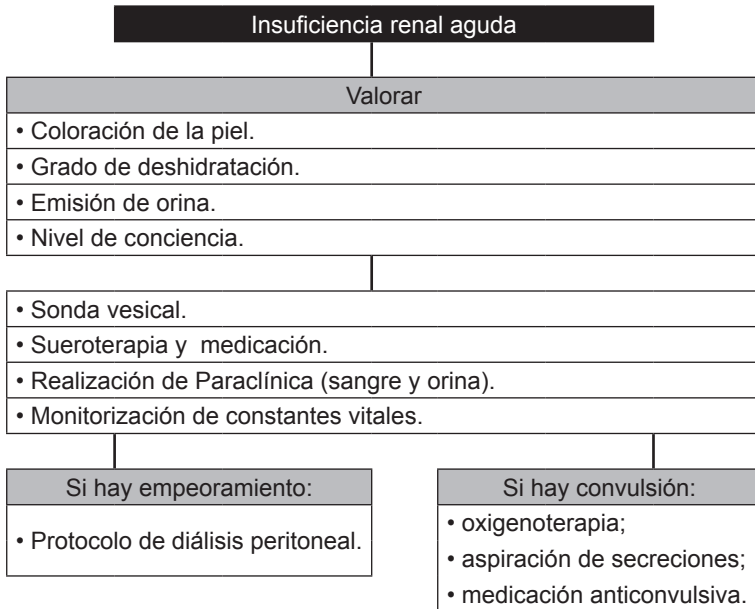 Insuficiencia renal aguda
Valorar
• Coloración de la piel.
• Grado de deshidratación.
• Emisión de orina.
• Nivel de conciencia.
• Sonda vesical.
• Sueroterapia y  medicación.
• Realización de Paraclínica (sangre y orina).
• Monitorización de constantes vitales.
Si hay empeoramiento:
• Protocolo de diálisis peritoneal.
Si hay convulsión:
• oxigenoterapia;
• aspiración de secreciones;
• medicación anticonvulsiva.